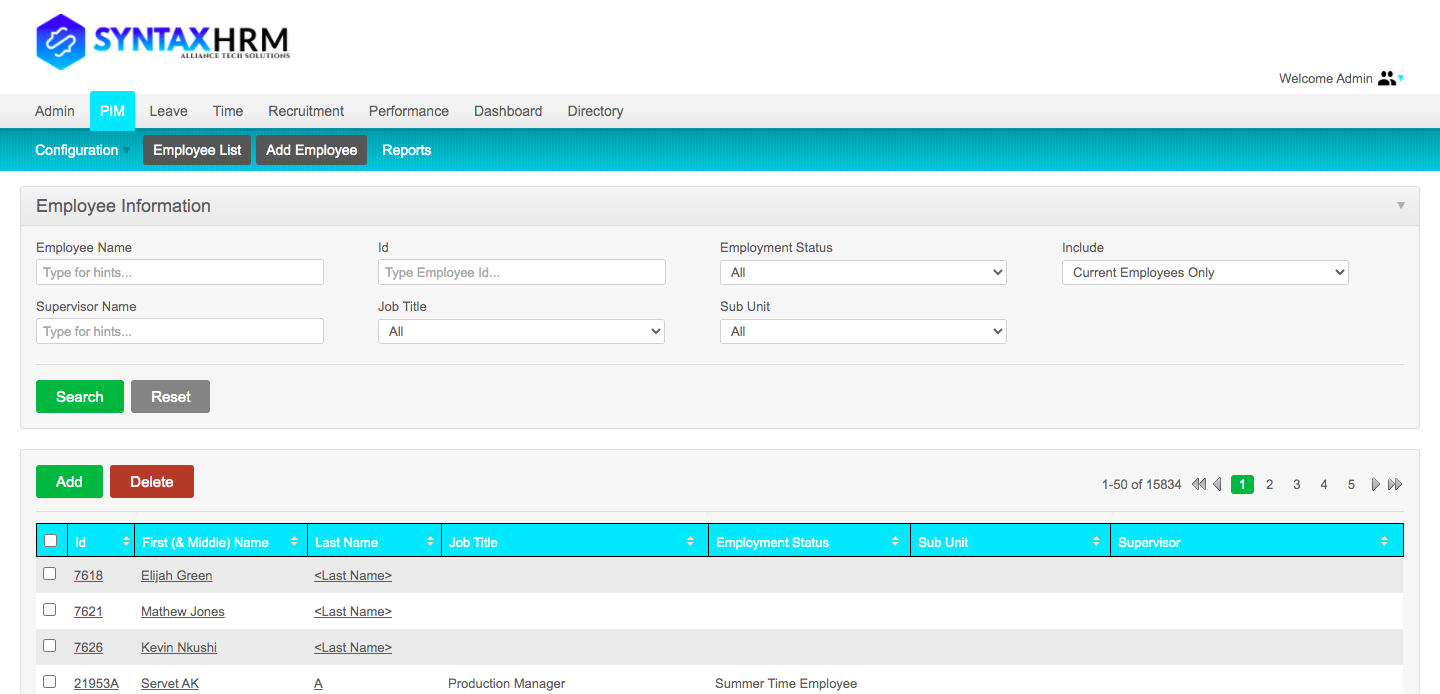 SYNTAXHRM
ALLIANCE TECH SOLUTIONS
Welcome Admin
Admin PIM Leave Time Recruitment Performance Dashboard Directory
Configuration Employee List Add Employee Reports
Employee Information
Employee Name Id Employment Status Include
Type for hints... Type Employee Id... All Current Employees Only
Supervisor Name Job Title Sub Unit
Type for hints... All All
Search Reset
Add Delete 1-50 of 15834 1 2 3 4 5
Id First (& Middle) Name Last Name Job Title Employment Status Sub Unit Supervisor
7618 Elijah Green <Last Name>
7621 Mathew Jones <Last Name>
7626 Kevin Nkushi <Last Name>
21953A Servet AK A Production Manager Summer Time Employee